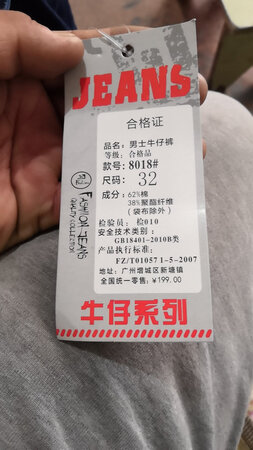 JEANS
合格证
品名：男士牛仔裤
等级：合格品
款号：8018#
尺码：32
成分：62%棉
38%聚酯纤维
（袋布除外）
检验员：检010
安全技术类别：
GB18401-2010B类
产品执行标准：
FZ/T01057 1-5-2007
地址：广州增城区新塘镇
全国统一零售：¥199.00
FASHION JEANS
QUALITY COLLECTION
牛仔系列